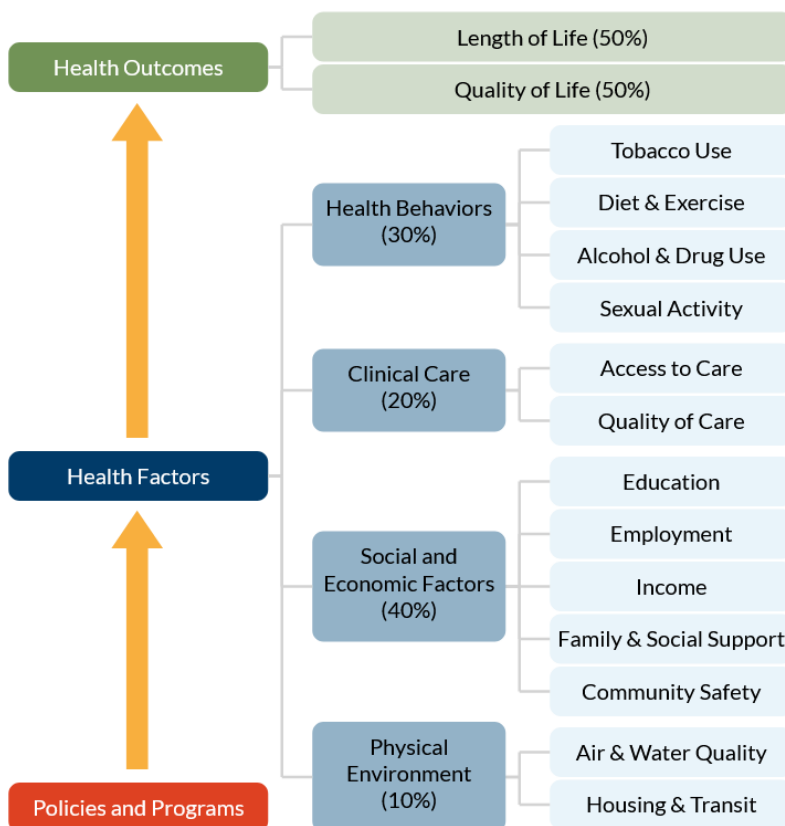 Health Outcomes
Length of Life (50%)
Quality of Life (50%)
Health Factors
Health Behaviors
(30%)
Tobacco Use
Diet & Exercise
Alcohol & Drug Use
Sexual Activity
Clinical Care
(20%)
Access to Care
Quality of Care
Social and
Economic Factors
(40%)
Education
Employment
Income
Family & Social Support
Community Safety
Physical
Environment
(10%)
Air & Water Quality
Housing & Transit
Policies and Programs